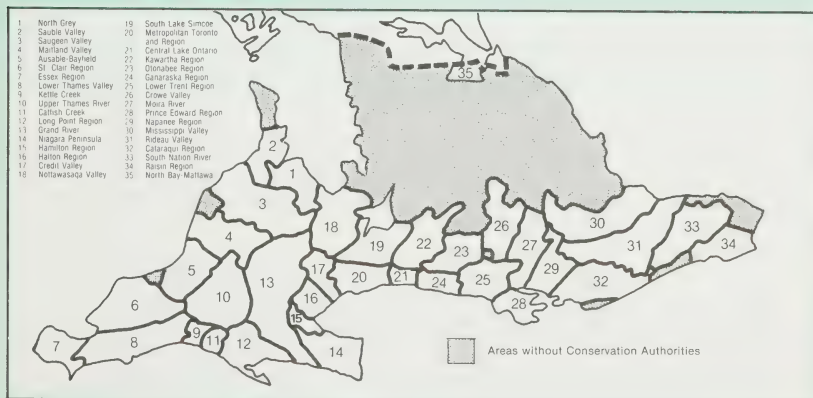 1 North Grey
2 Sauble Valley
3 Saugeen Valley
4 Maitland Valley
5 Ausable-Bayfield
6 St. Clair Region
7 Essex Region
8 Lower Thames Valley
9 Kettle Creek
10 Upper Thames River
11 Catfish Creek
12 Long Point Region
13 Grand River
14 Niagara Peninsula
15 Hamilton Region
16 Halton Region
17 Credit Valley
18 Nottawasaga Valley
19 South Lake Simcoe
20 Metropolitan Toronto
and Region
21 Central Lake Ontario
22 Kawartha Region
23 Otonabee Region
24 Ganaraska Region
25 Lower Trent Region
26 Crowe Valley
27 Moira River
28 Prince Edward Region
29 Napanee Region
30 Mississippi Valley
31 Rideau Valley
32 Cataraqui Region
33 South Nation River
34 Raisin Region
35 North Bay-Mattawa
35
2
1
3
18
4
19
22
23
26
27
30
31
33
34
5
10
13
17
20
21
24
25
29
32
6
16
28
15
7
8
9
11
12
14
Areas without Conservation Authorities